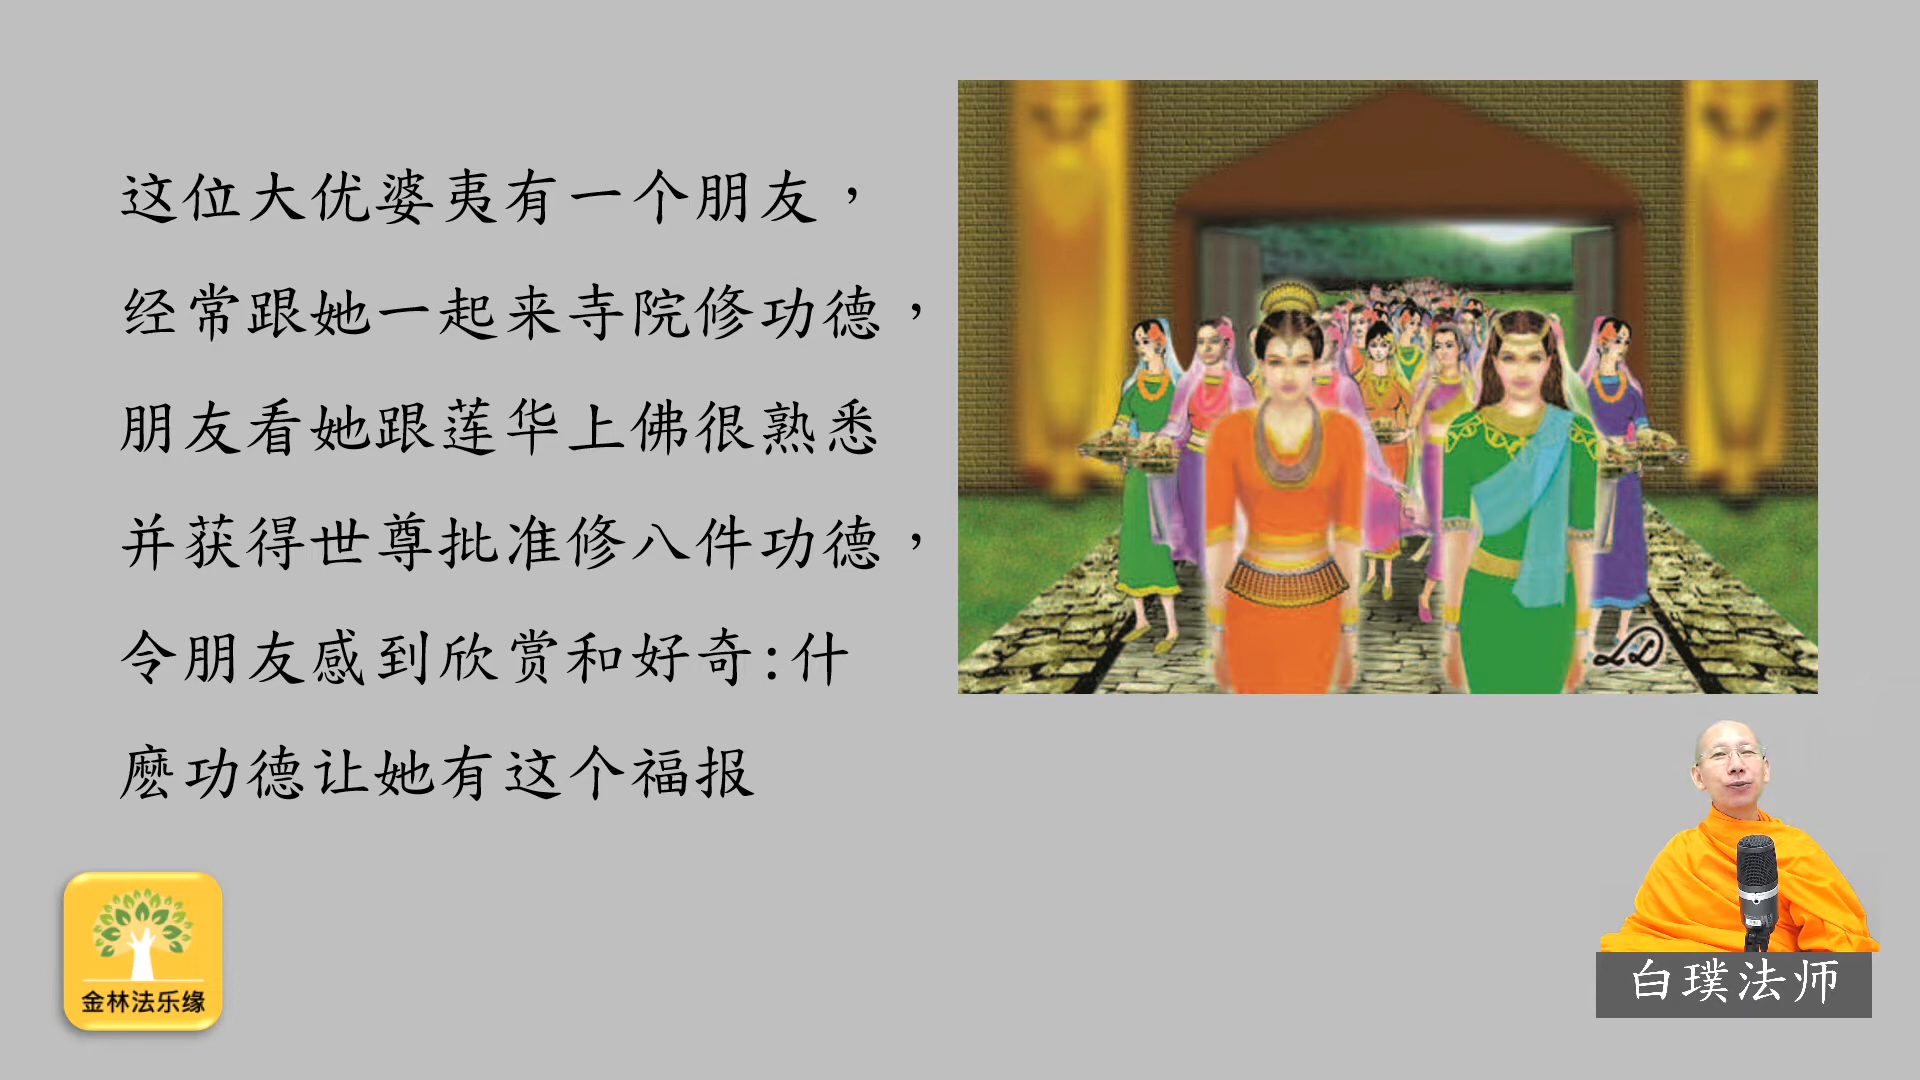 这位大优婆夷有一个朋友，
经常跟她一起来寺院修功德，
朋友看她跟莲华上佛很熟悉
并获得世尊批准修八件功德，
令朋友感到欣赏和好奇:什
麽功德让她有这个福报
LD
金林法乐缘
白璞法师